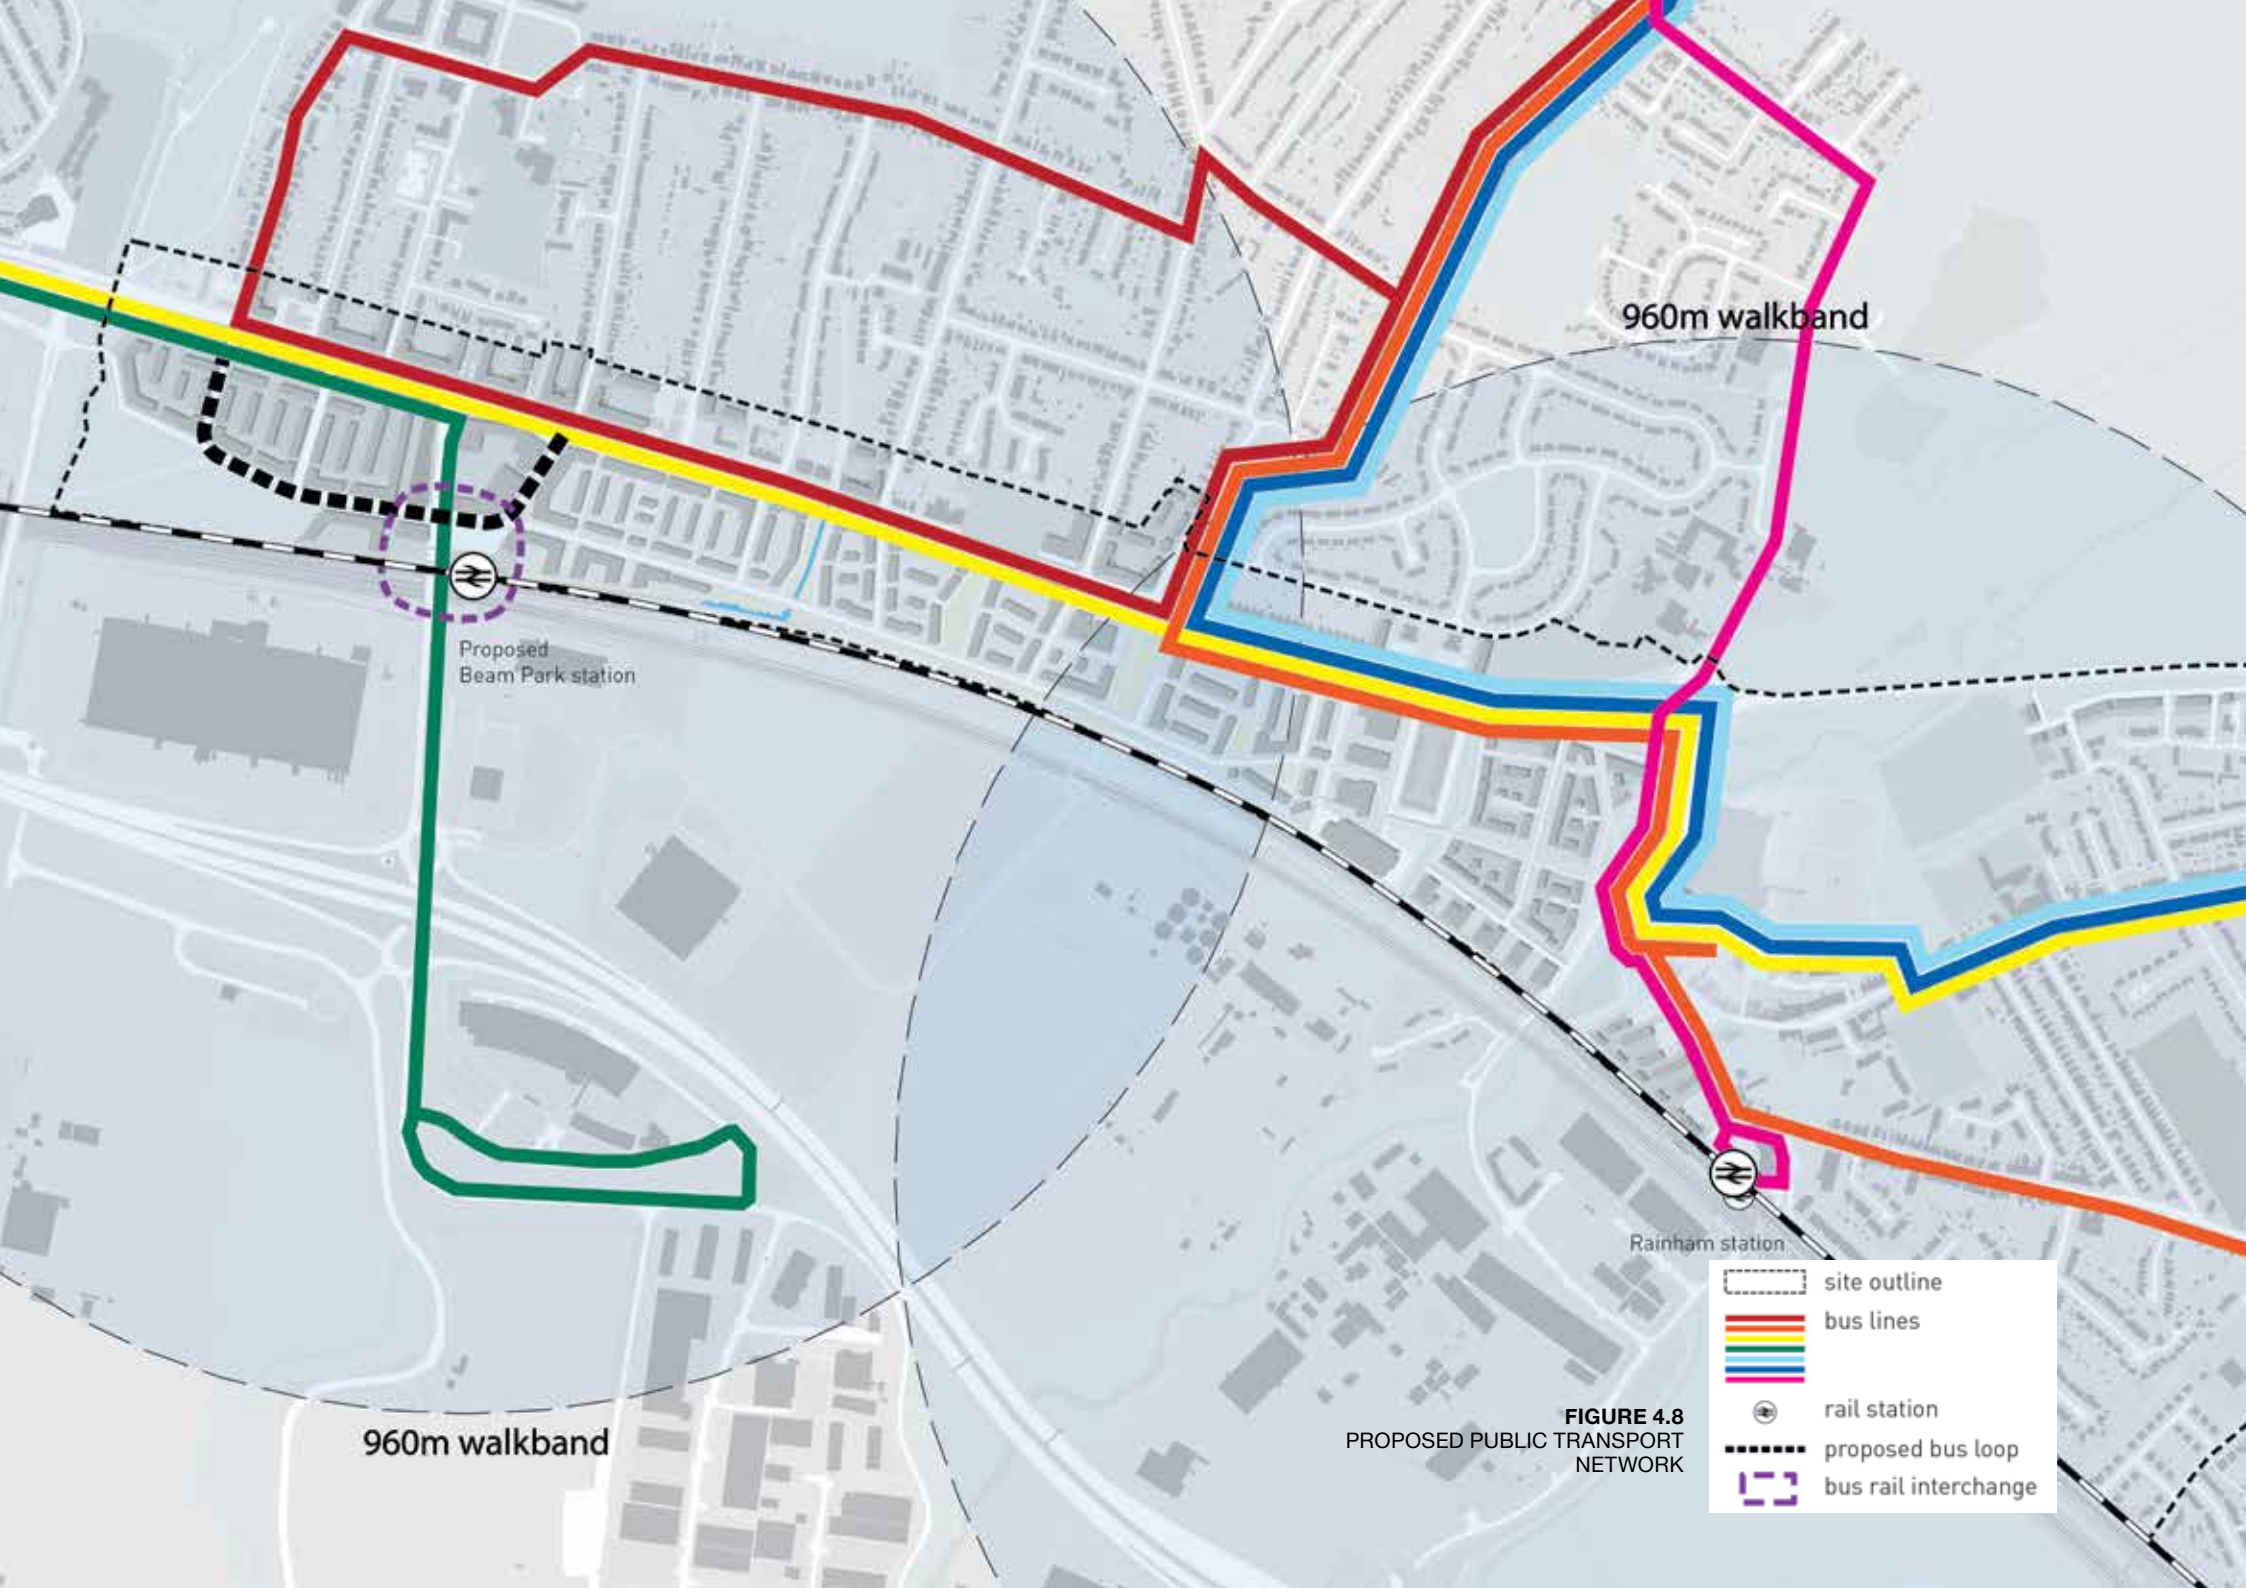 960m walkband
Proposed
Beam Park station
Rainham station
960m walkband
FIGURE 4.8
PROPOSED PUBLIC TRANSPORT
NETWORK
site outline
bus lines
rail station
proposed bus loop
bus rail interchange